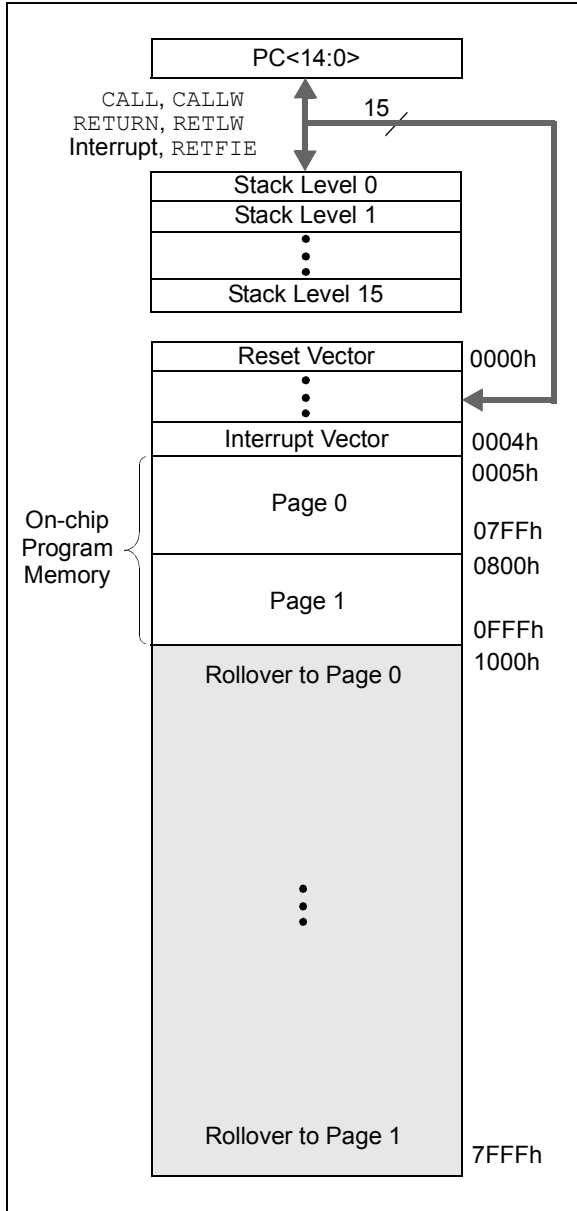 PC<14:0>
CALL, CALLW
RETURN, RETLW
Interrupt, RETFIE
15
Stack Level 0
Stack Level 1
Stack Level 15
Reset Vector
0000h
Interrupt Vector
0004h
0005h
On-chip
Program
Memory
Page 0
07FFh
0800h
Page 1
0FFFh
1000h
Rollover to Page 0
Rollover to Page 1
7FFFh